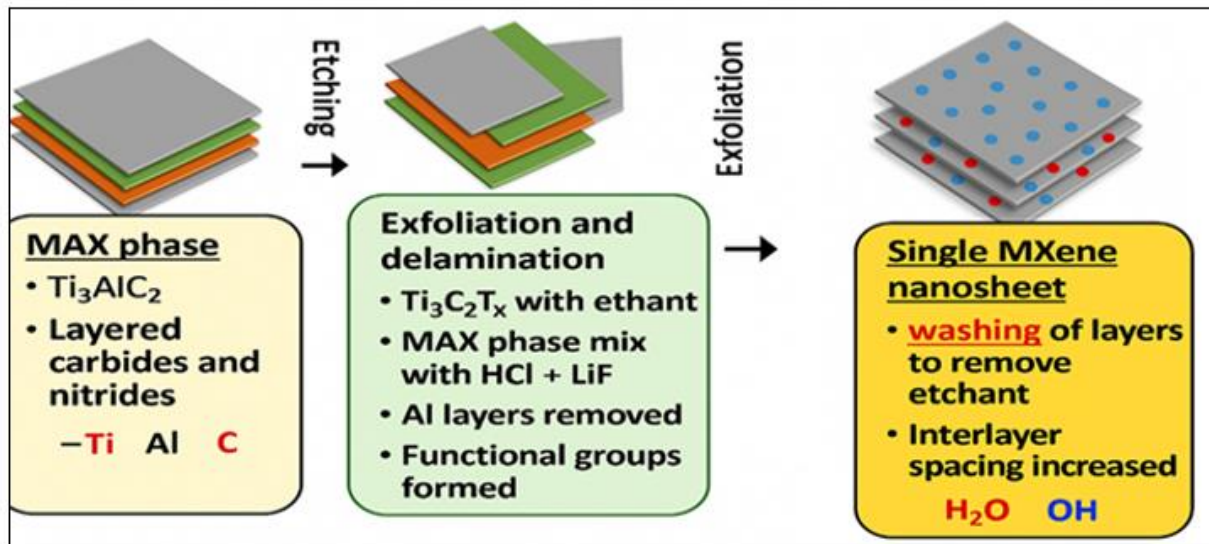 Etching
MAX phase
• Ti₃AlC₂
• Layered
carbides and
nitrides
–Ti Al C
Exfoliation and
delamination
• Ti₃C₂Tₓ with ethant
• MAX phase mix
with HCl + LiF
• Al layers removed
• Functional groups
formed
Exfoliation
Single MXene
nanosheet
• washing of layers
to remove
etchant
• Interlayer
spacing increased
H₂O OH